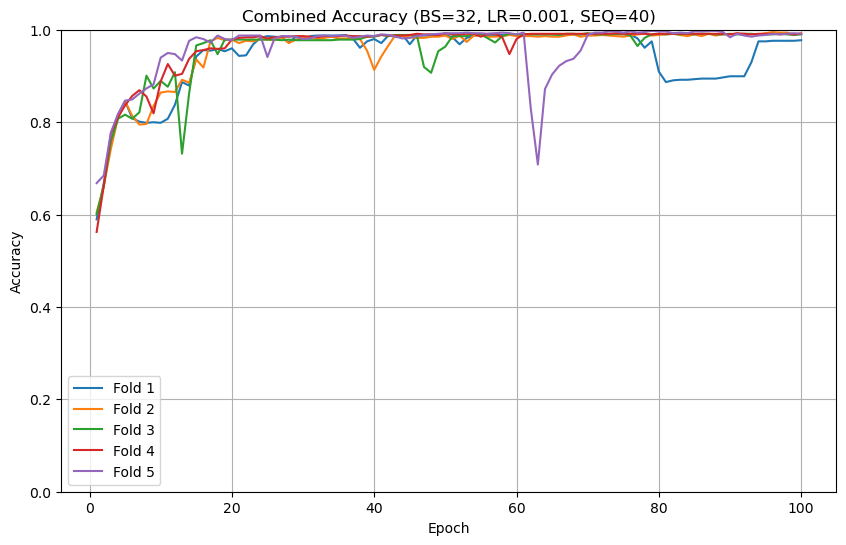 Combined Accuracy (BS=32, LR=0.001, SEQ=40)
1.0
0.8
0.6
0.4
0.2
0.0
Accuracy
Fold 1
Fold 2
Fold 3
Fold 4
Fold 5
0 20 40 60 80 100
Epoch